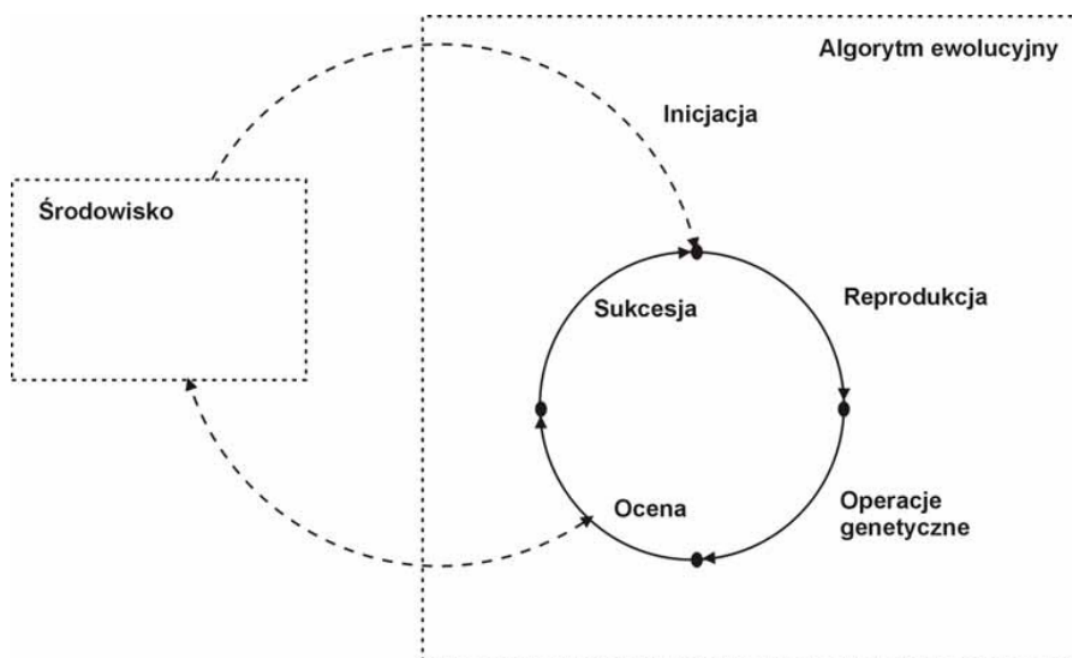 Algorytm ewolucyjny
Inicjacja
Środowisko
Reprodukcja
Sukcesja
Ocena
Operacje
genetyczne